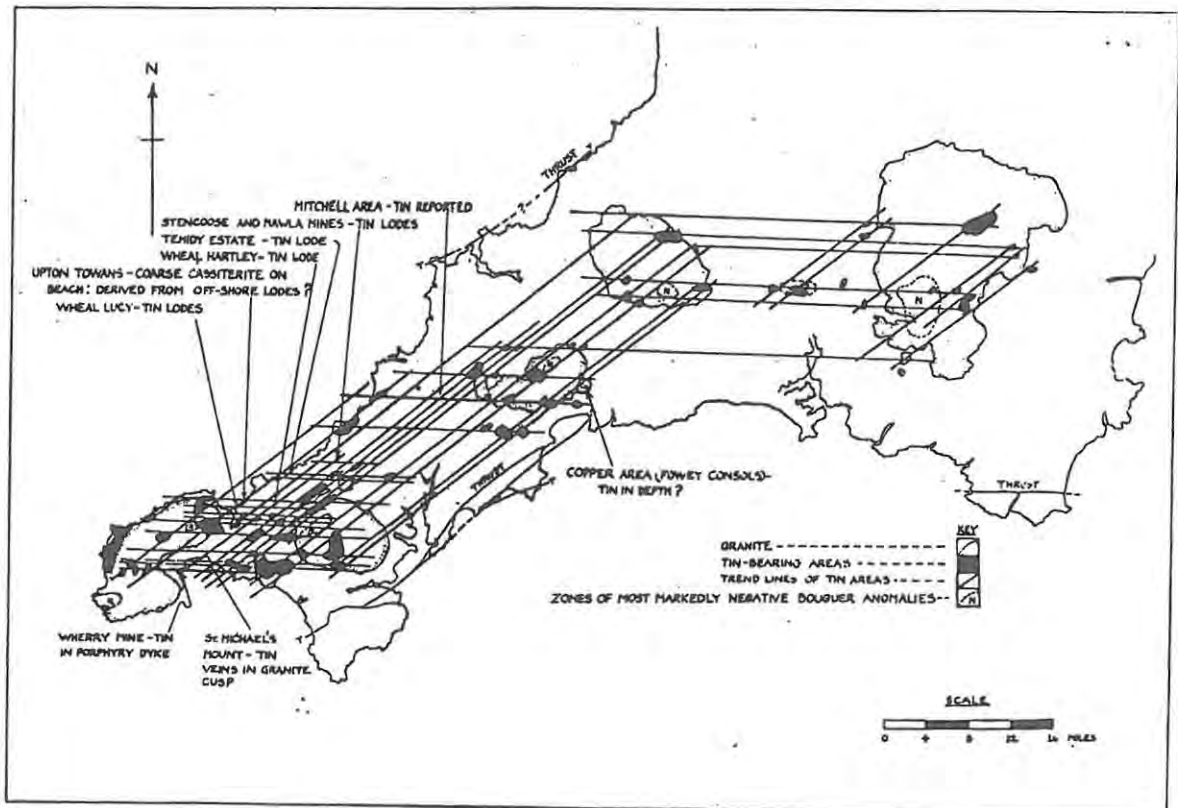 N
THRUST
MITCHELL AREA - TIN REPORTED
STENCOOSE AND MAWLA MINES - TIN LODES
TEHIDY ESTATE - TIN LODE
WHEAL HARTLEY - TIN LODE
UPTON TOWANS - COARSE CASSITERITE ON
BEACH: DERIVED FROM OFF-SHORE LODES?
WHEAL LUCY - TIN LODES
N
N
THRUST
COPPER AREA (FOWEY CONSOLS) -
TIN IN DEPTH?
THRUST
KEY
GRANITE
TIN-BEARING AREAS
TREND LINES OF TIN AREAS
ZONES OF MOST MARKEDLY NEGATIVE BOUGUER ANOMALIES
N
WHERRY MINE - TIN
IN PORPHYRY DYKE
ST MICHAEL'S
MOUNT - TIN
VEINS IN GRANITE
CUSP
SCALE
0 4 8 12 16 MILES